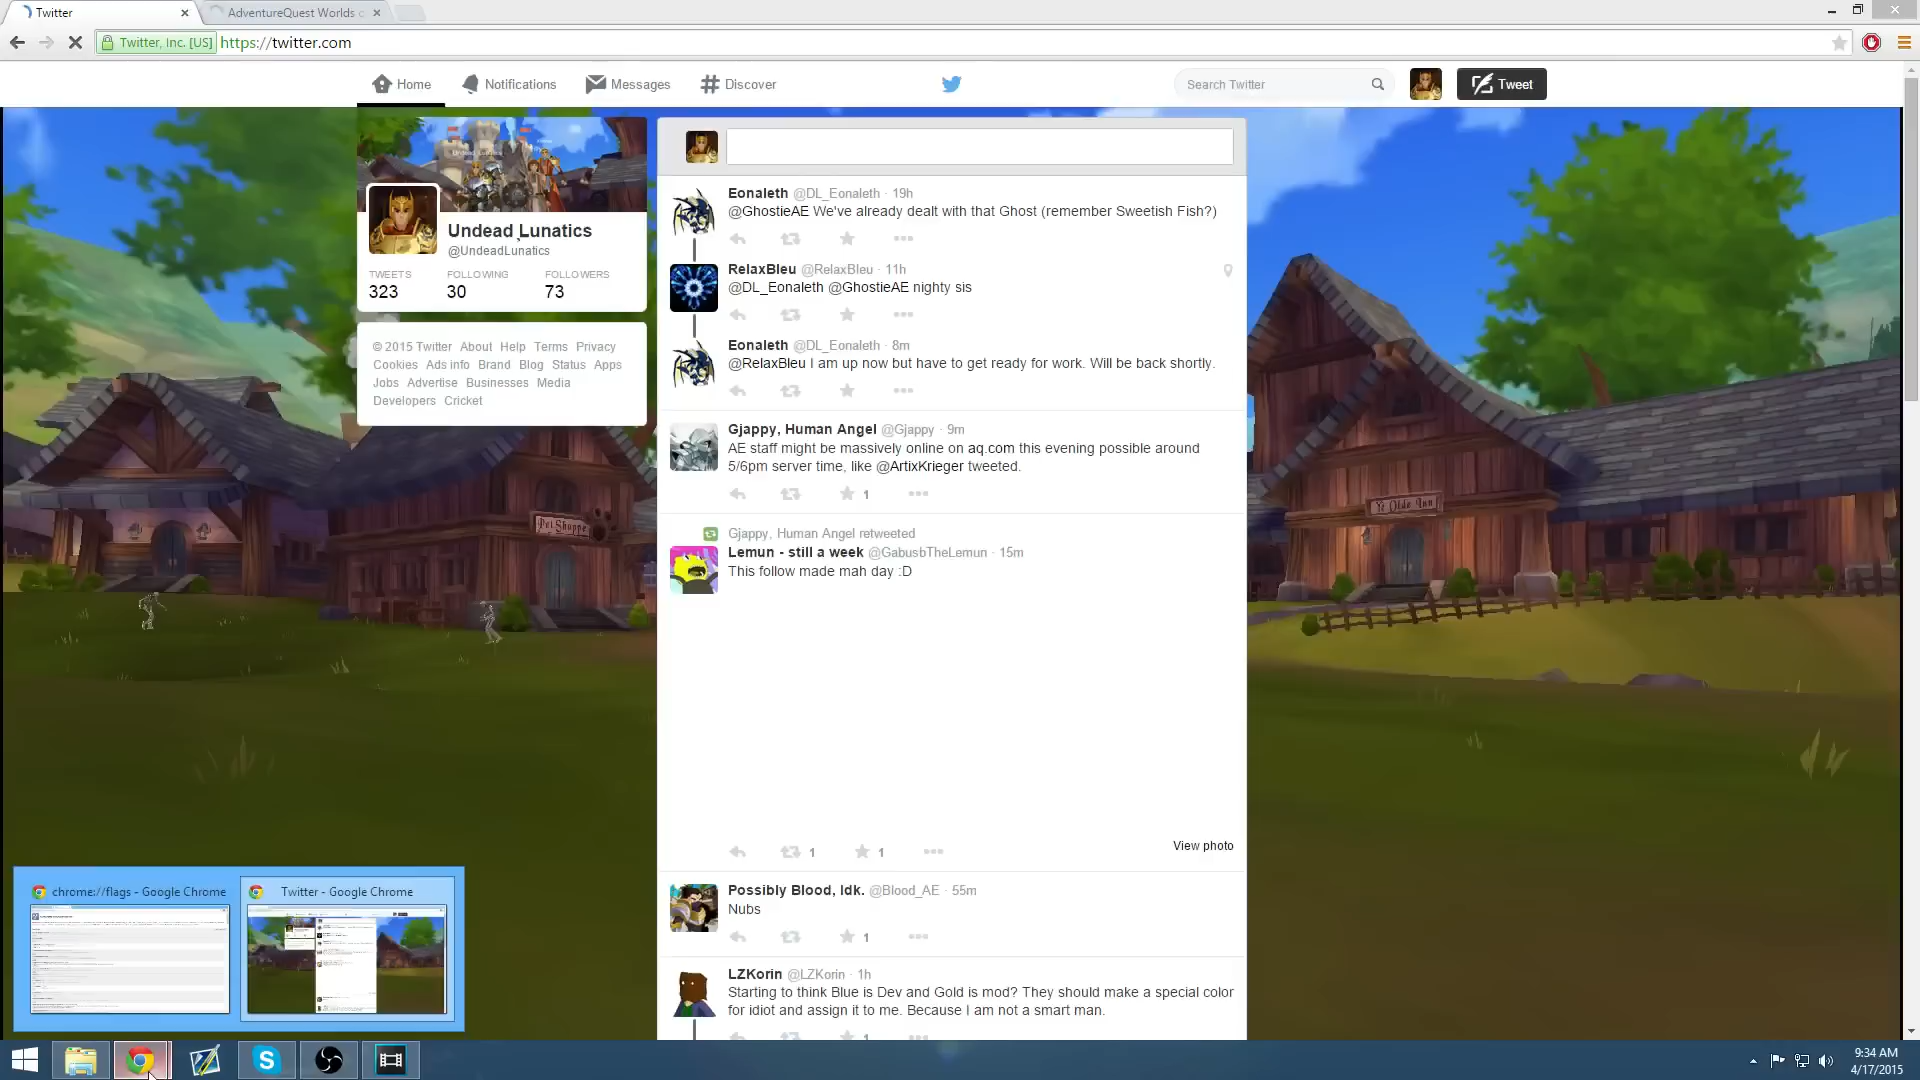 Twitter
AdventureQuest Worlds
Twitter, Inc. [US] https://twitter.com
Home Notifications Messages Discover Search Twitter Tweet
Undead Lunatics
@UndeadLunatics
TWEETS FOLLOWING FOLLOWERS
323 30 73
© 2015 Twitter About Help Terms Privacy
Cookies Ads info Brand Blog Status Apps
Jobs Advertise Businesses Media
Developers Cricket
Eonaleth @DL_Eonaleth · 19h
@GhostieAE We've already dealt with that Ghost (remember Sweetish Fish?)
RelaxBleu @RelaxBleu · 11h
@DL_Eonaleth @GhostieAE nighty sis
Eonaleth @DL_Eonaleth · 8m
@RelaxBleu I am up now but have to get ready for work. Will be back shortly.
Gjappy, Human Angel @Gjappy · 9m
AE staff might be massively online on aq.com this evening possible around
5/6pm server time, like @ArtixKrieger tweeted.
1
Gjappy, Human Angel retweeted
Lemun - still a week @GabusbTheLemun · 15m
This follow made mah day :D
View photo
1 1
Possibly Blood, Idk. @Blood_AE · 55m
Nubs
1
LZKorin @LZKorin · 1h
Starting to think Blue is Dev and Gold is mod? They should make a special color
for idiot and assign it to me. Because I am not a smart man.
Pet Shoppe
Ye Olde Inn
chrome://flags - Google Chrome
Twitter - Google Chrome
9:34 AM
4/17/2015